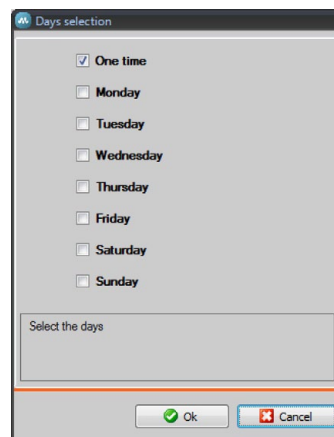 Days selection
One time
Monday
Tuesday
Wednesday
Thursday
Friday
Saturday
Sunday
Select the days
Ok
Cancel